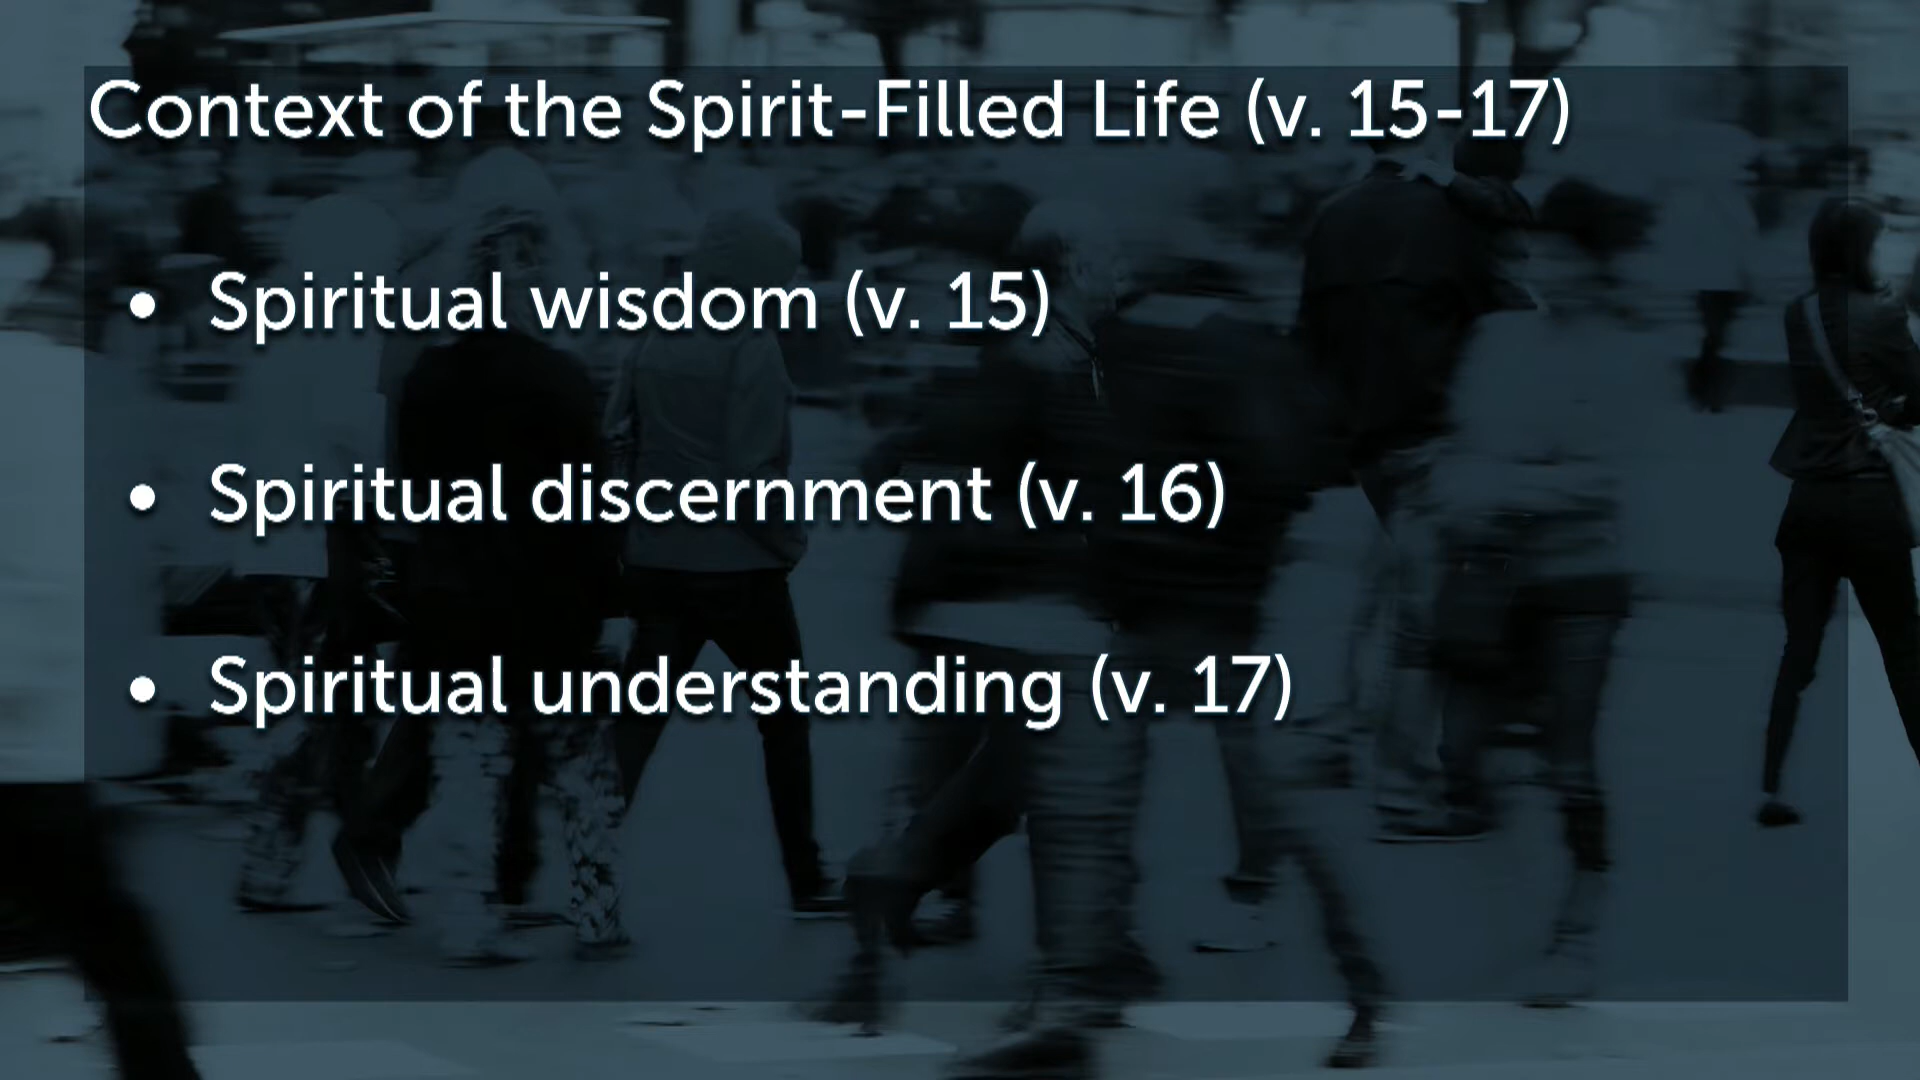 Context of the Spirit-Filled Life (v. 15-17)
• Spiritual wisdom (v. 15)
• Spiritual discernment (v. 16)
• Spiritual understanding (v. 17)